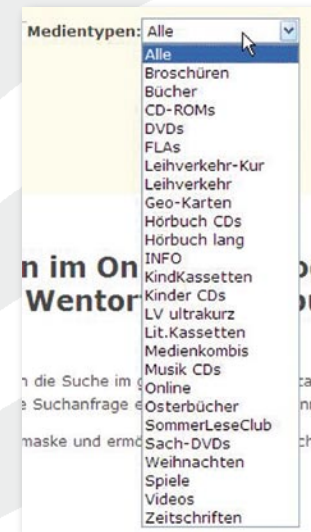 Medientypen: Alle
Alle
Broschüren
Bücher
CD-ROMs
DVDs
FLAs
Leihverkehr-Kur
Leihverkehr
Geo-Karten
Hörbuch CDs
Hörbuch lang
INFO
KindKassetten
Kinder CDs
LV ultrakurz
Lit.Kassetten
Medienkombis
Musik CDs
Online
Osterbücher
SommerLeseClub
Sach-DVDs
Weihnachten
Spiele
Videos
Zeitschriften
n im On
Wentor
die Suche im
Suchanfrage
maske und